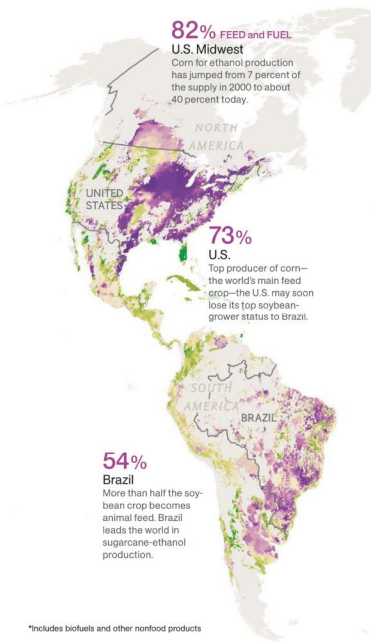 82% FEED and FUEL
U.S. Midwest
Corn for ethanol production
has jumped from 7 percent of
the supply in 2000 to about
40 percent today.
NORTH
AMERICA
UNITED
STATES
73%
U.S.
Top producer of corn—
the world's main feed
crop—the U.S. may soon
lose its top soybean-
grower status to Brazil.
SOUTH
AMERICA
BRAZIL
54%
Brazil
More than half the soy-
bean crop becomes
animal feed. Brazil
leads the world in
sugarcane-ethanol
production.
*Includes biofuels and other nonfood products